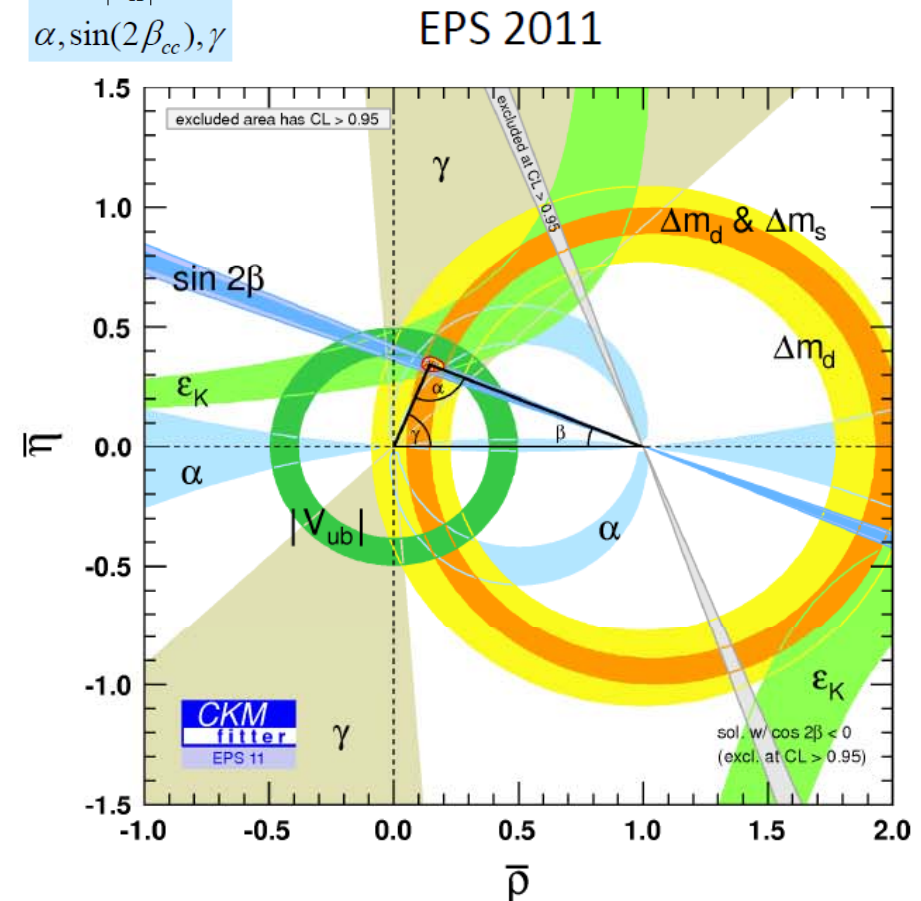 α, sin(2β_cc), γ
EPS 2011
excluded area has CL > 0.95
excluded at CL > 0.95
γ
Δm_d & Δm_s
sin 2β
Δm_d
ε_K
α
α
β
γ
|V_ub|
α
ε_K
γ
sol. w/ cos 2β < 0
(excl. at CL > 0.95)
CKM
fitter
EPS 11
1.5
1.0
0.5
0.0
-0.5
-1.0
-1.5
η̄
-1.0 -0.5 0.0 0.5 1.0 1.5 2.0
ρ̄